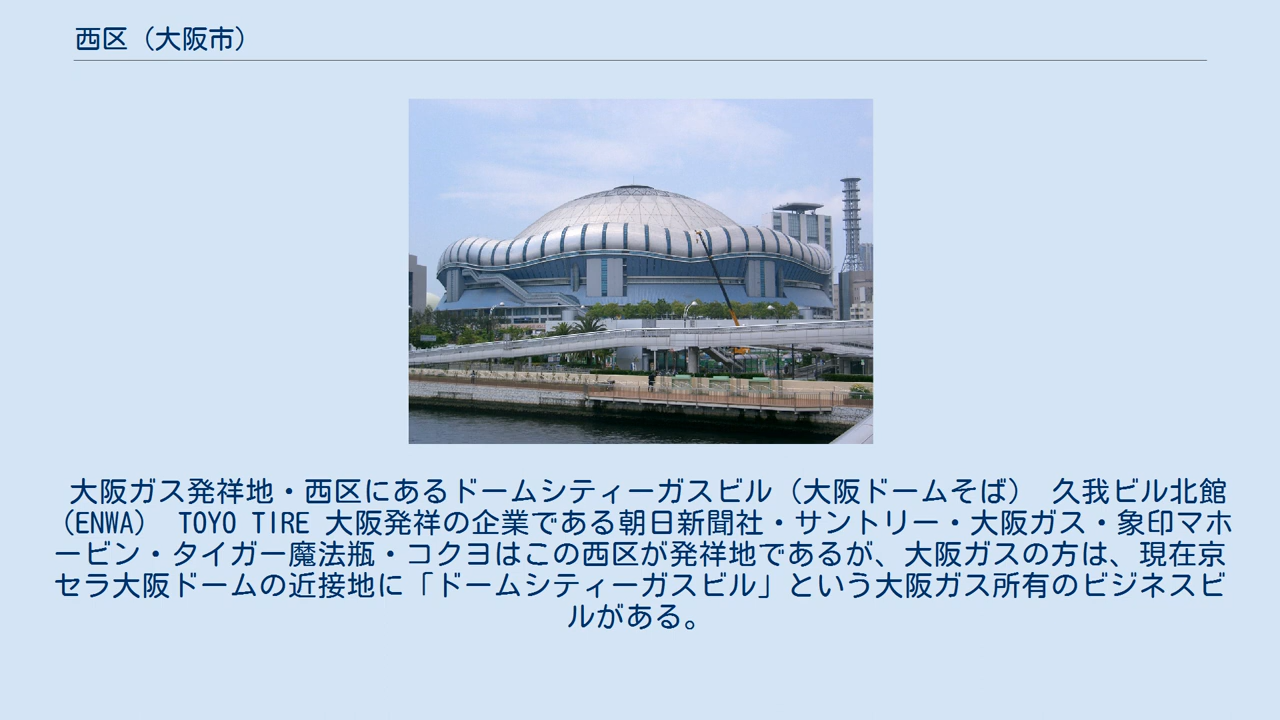 西区（大阪市）
大阪ガス発祥地・西区にあるドームシティーガスビル（大阪ドームそば） 久我ビル北館
（ENWA） TOYO TIRE 大阪発祥の企業である朝日新聞社・サントリー・大阪ガス・象印マホ
ービン・タイガー魔法瓶・コクヨはこの西区が発祥地であるが、大阪ガスの方は、現在京
セラ大阪ドームの近接地に「ドームシティーガスビル」という大阪ガス所有のビジネスビ
ルがある。